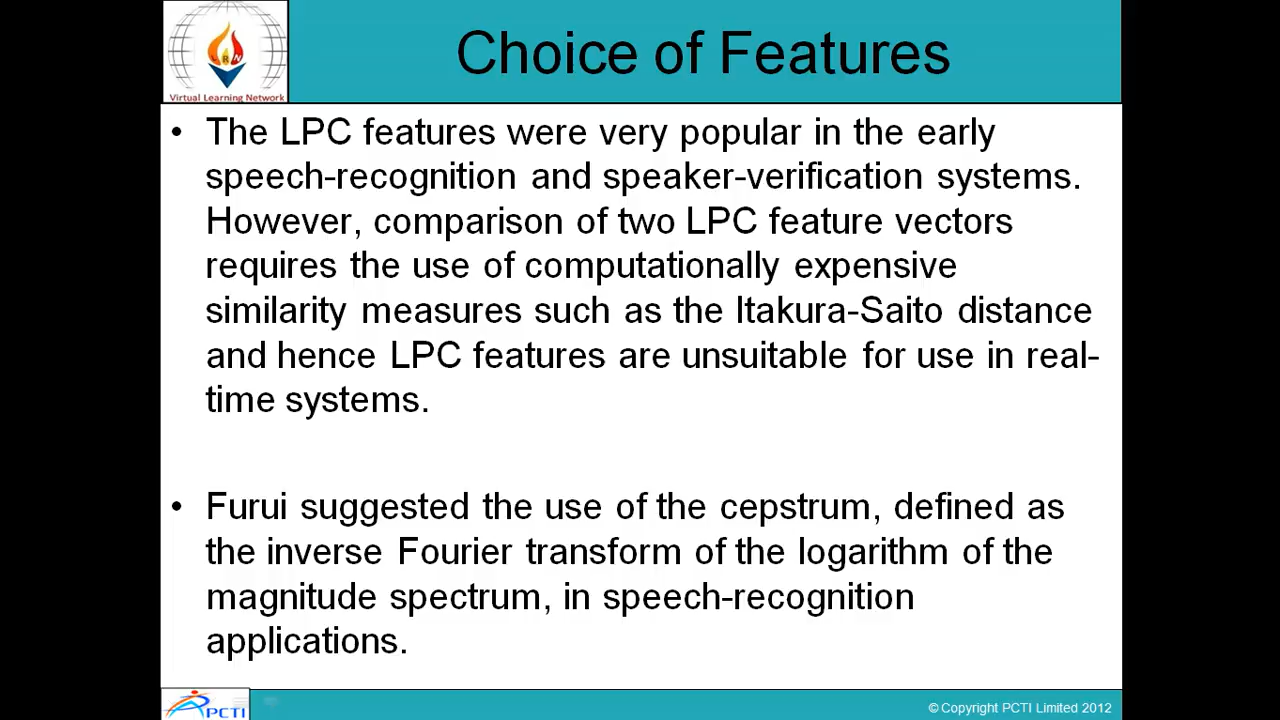 Choice of Features
LRN
Virtual Learning Network
• The LPC features were very popular in the early
speech-recognition and speaker-verification systems.
However, comparison of two LPC feature vectors
requires the use of computationally expensive
similarity measures such as the Itakura-Saito distance
and hence LPC features are unsuitable for use in real-
time systems.
• Furui suggested the use of the cepstrum, defined as
the inverse Fourier transform of the logarithm of the
magnitude spectrum, in speech-recognition
applications.
PCTI
© Copyright PCTI Limited 2012